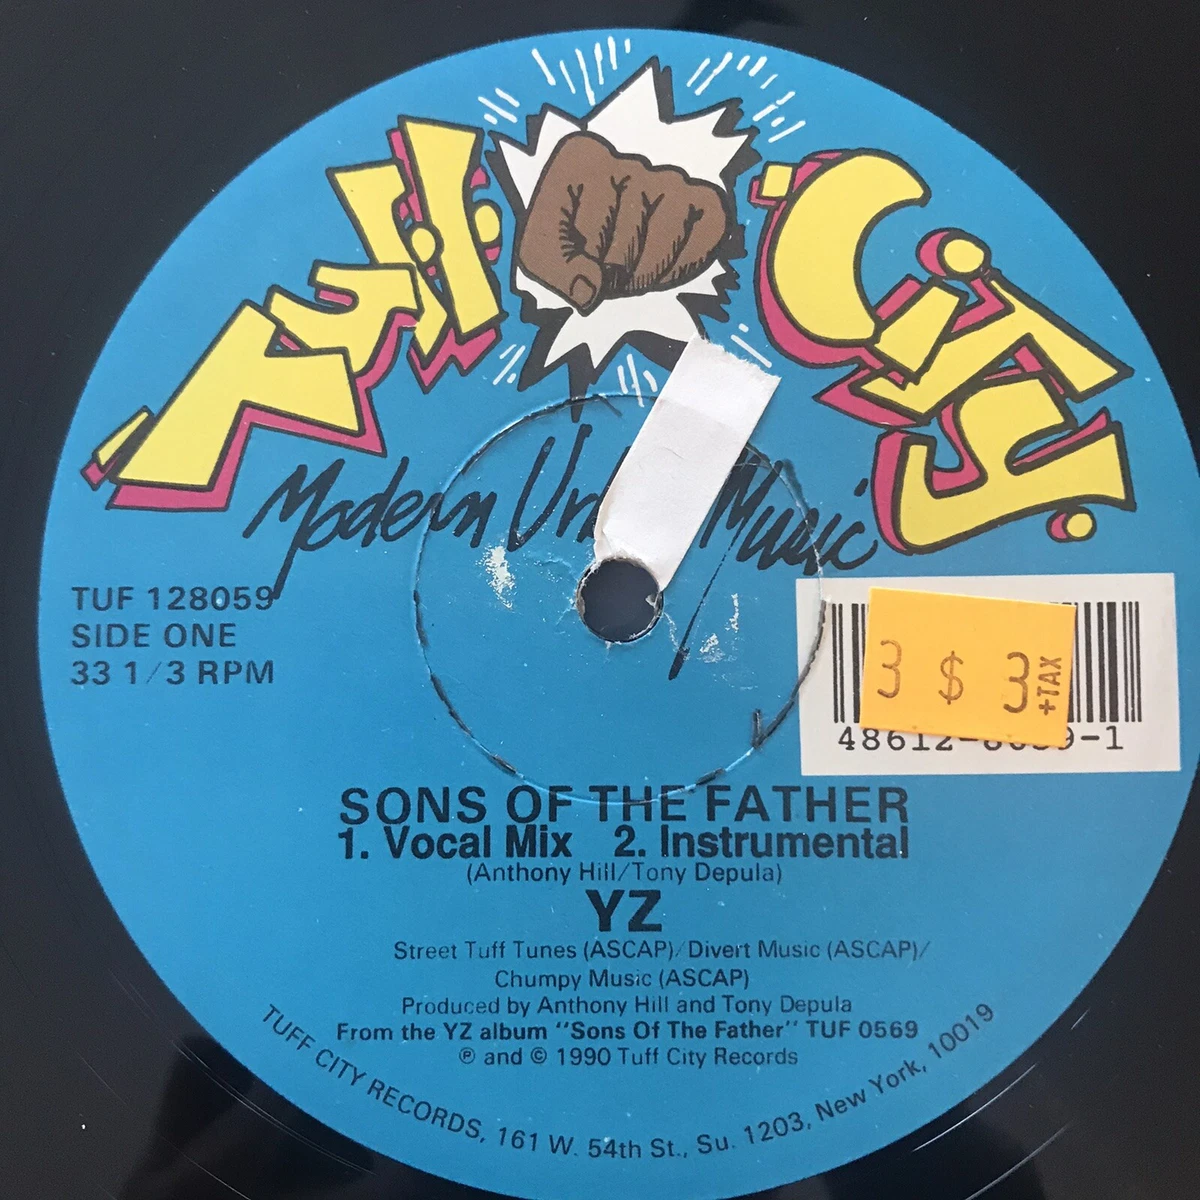 Tuff City.
Modern Music
TUF 128059
SIDE ONE
33 1/3 RPM
3 $ 3 +TAX
48612-8059-1
SONS OF THE FATHER
1. Vocal Mix 2. Instrumental
(Anthony Hill/Tony Depula)
YZ
Street Tuff Tunes (ASCAP)/Divert Music (ASCAP)/
Chumpy Music (ASCAP)
Produced by Anthony Hill and Tony Depula
From the YZ album "Sons Of The Father" TUF 0569
℗ and © 1990 Tuff City Records
TUFF CITY RECORDS, 161 W. 54th St., Su. 1203, New York, 10019